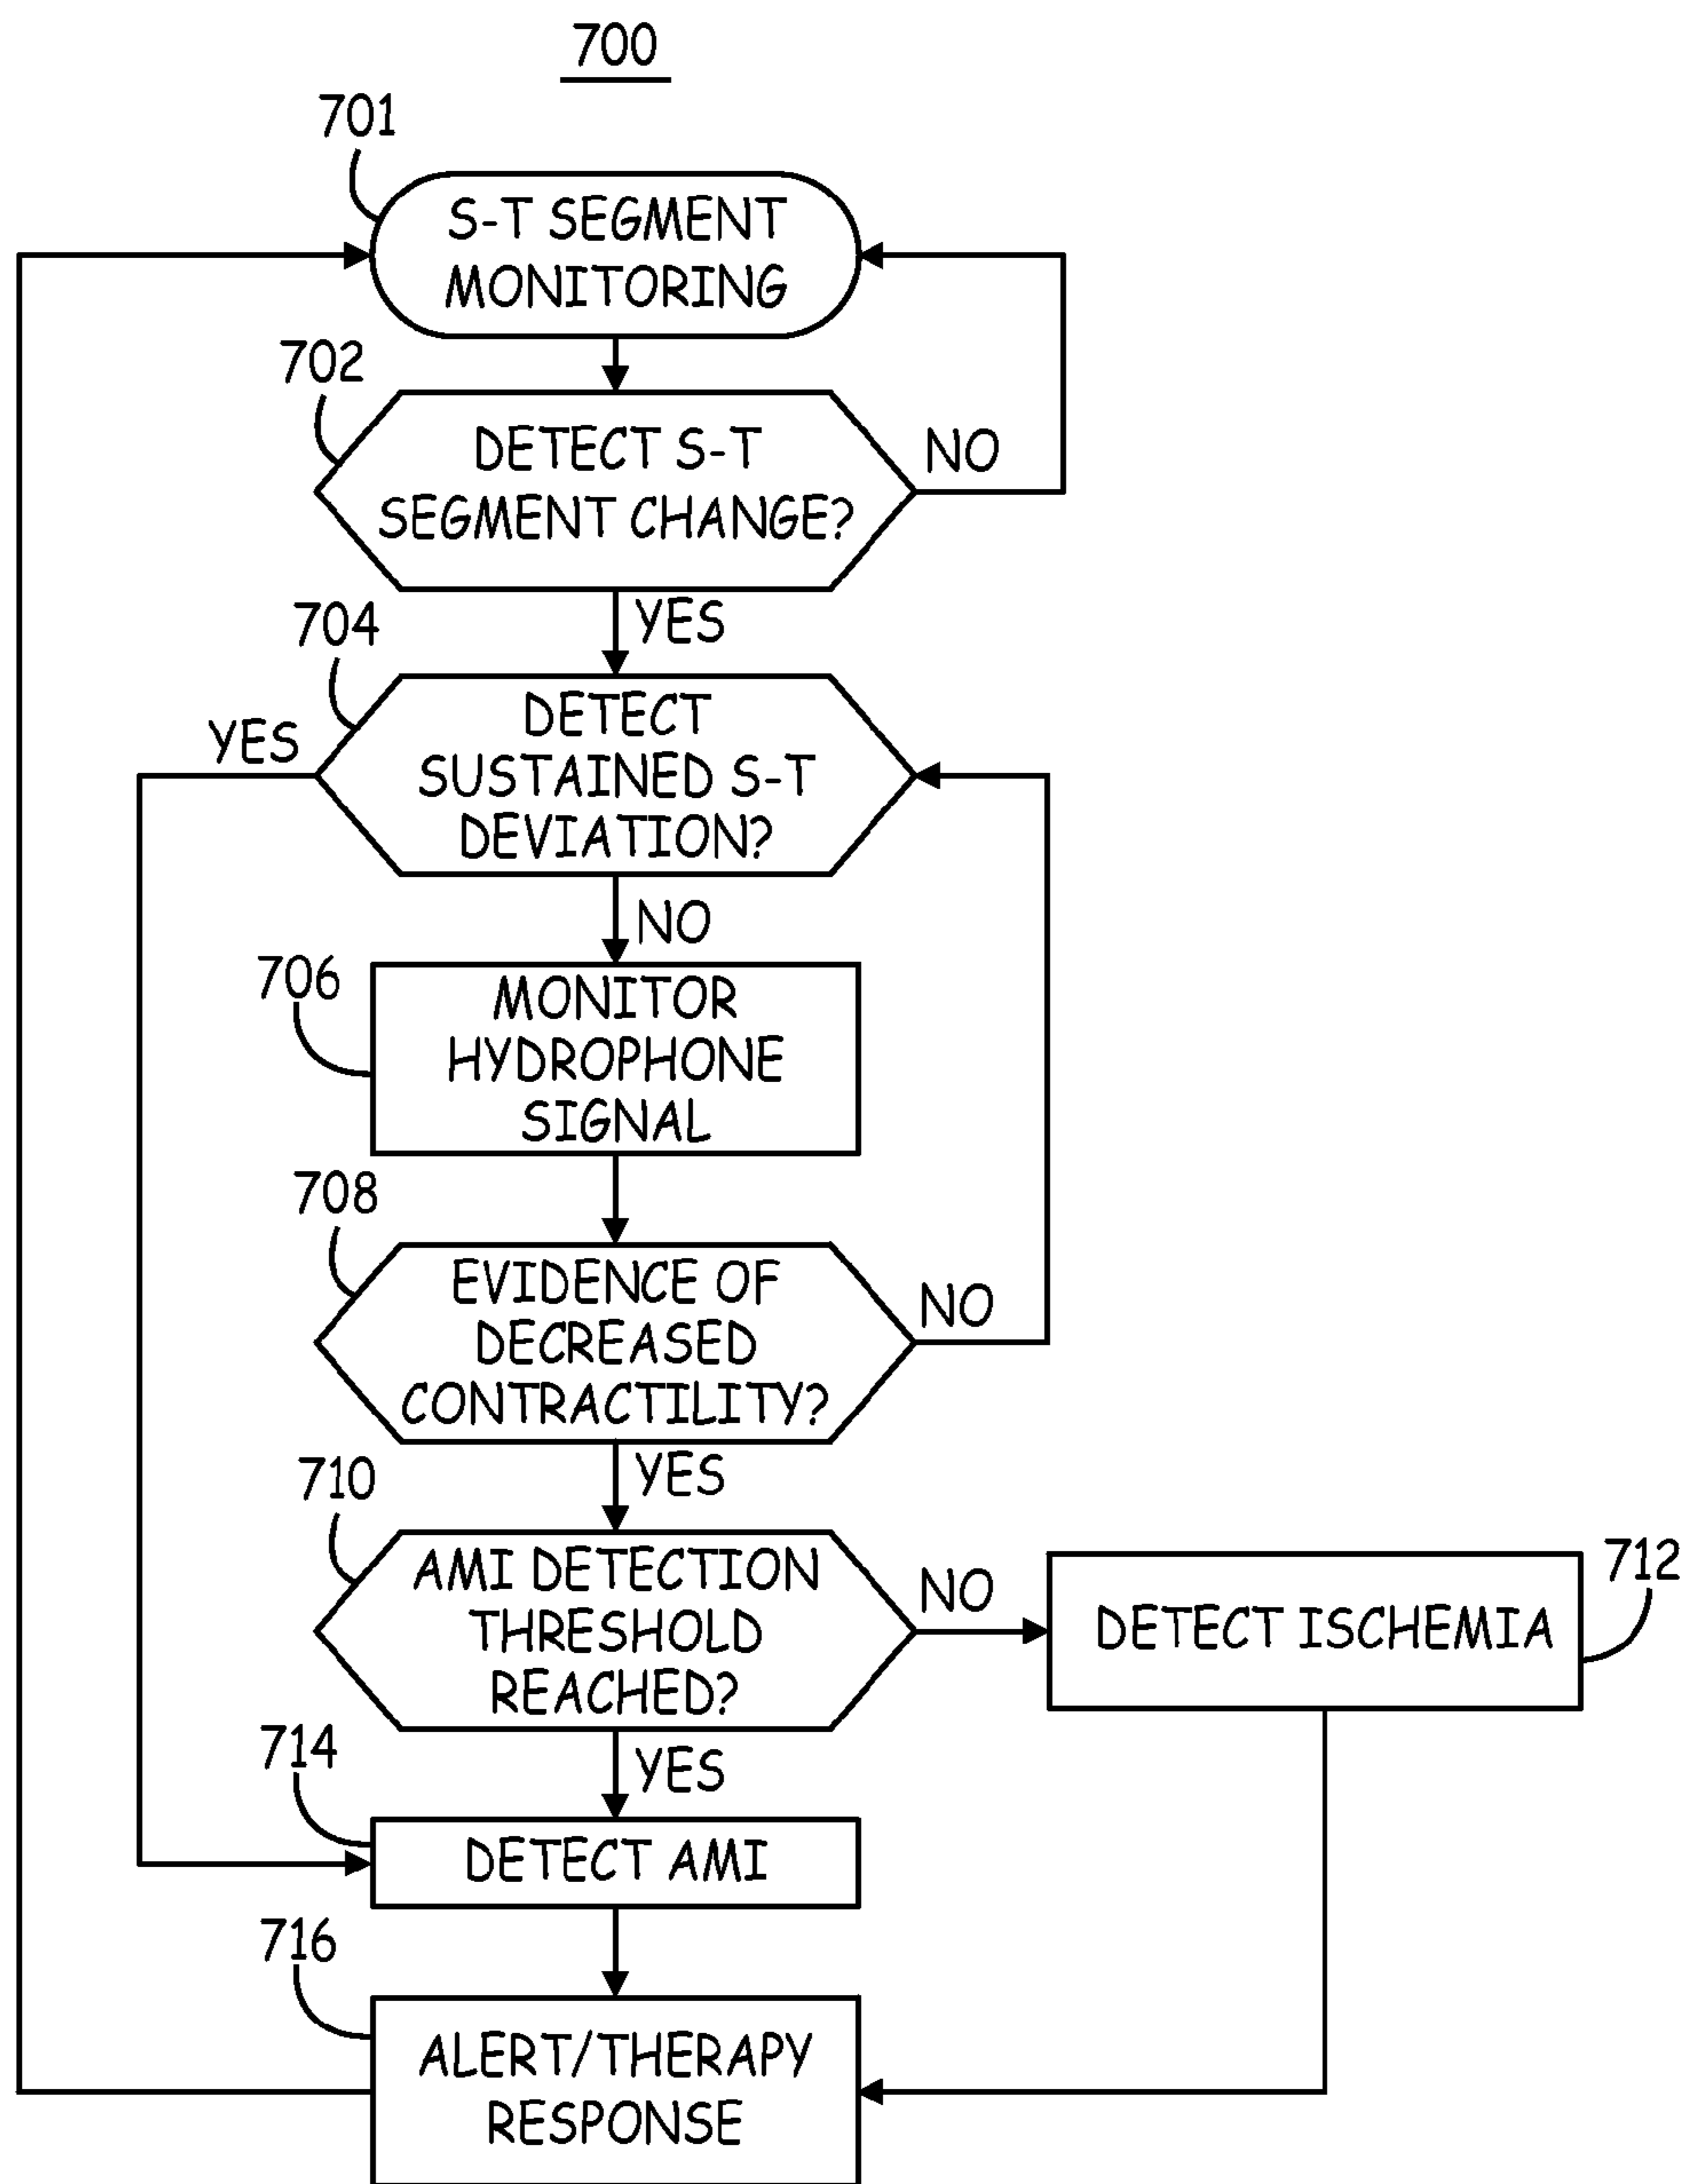 700
701
S-T SEGMENT
MONITORING
702
DETECT S-T
SEGMENT CHANGE?
NO
YES
704
DETECT
SUSTAINED S-T
DEVIATION?
YES
NO
706
MONITOR
HYDROPHONE
SIGNAL
708
EVIDENCE OF
DECREASED
CONTRACTILITY?
NO
YES
710
AMI DETECTION
THRESHOLD
REACHED?
NO
712
DETECT ISCHEMIA
YES
714
DETECT AMI
716
ALERT/THERAPY
RESPONSE